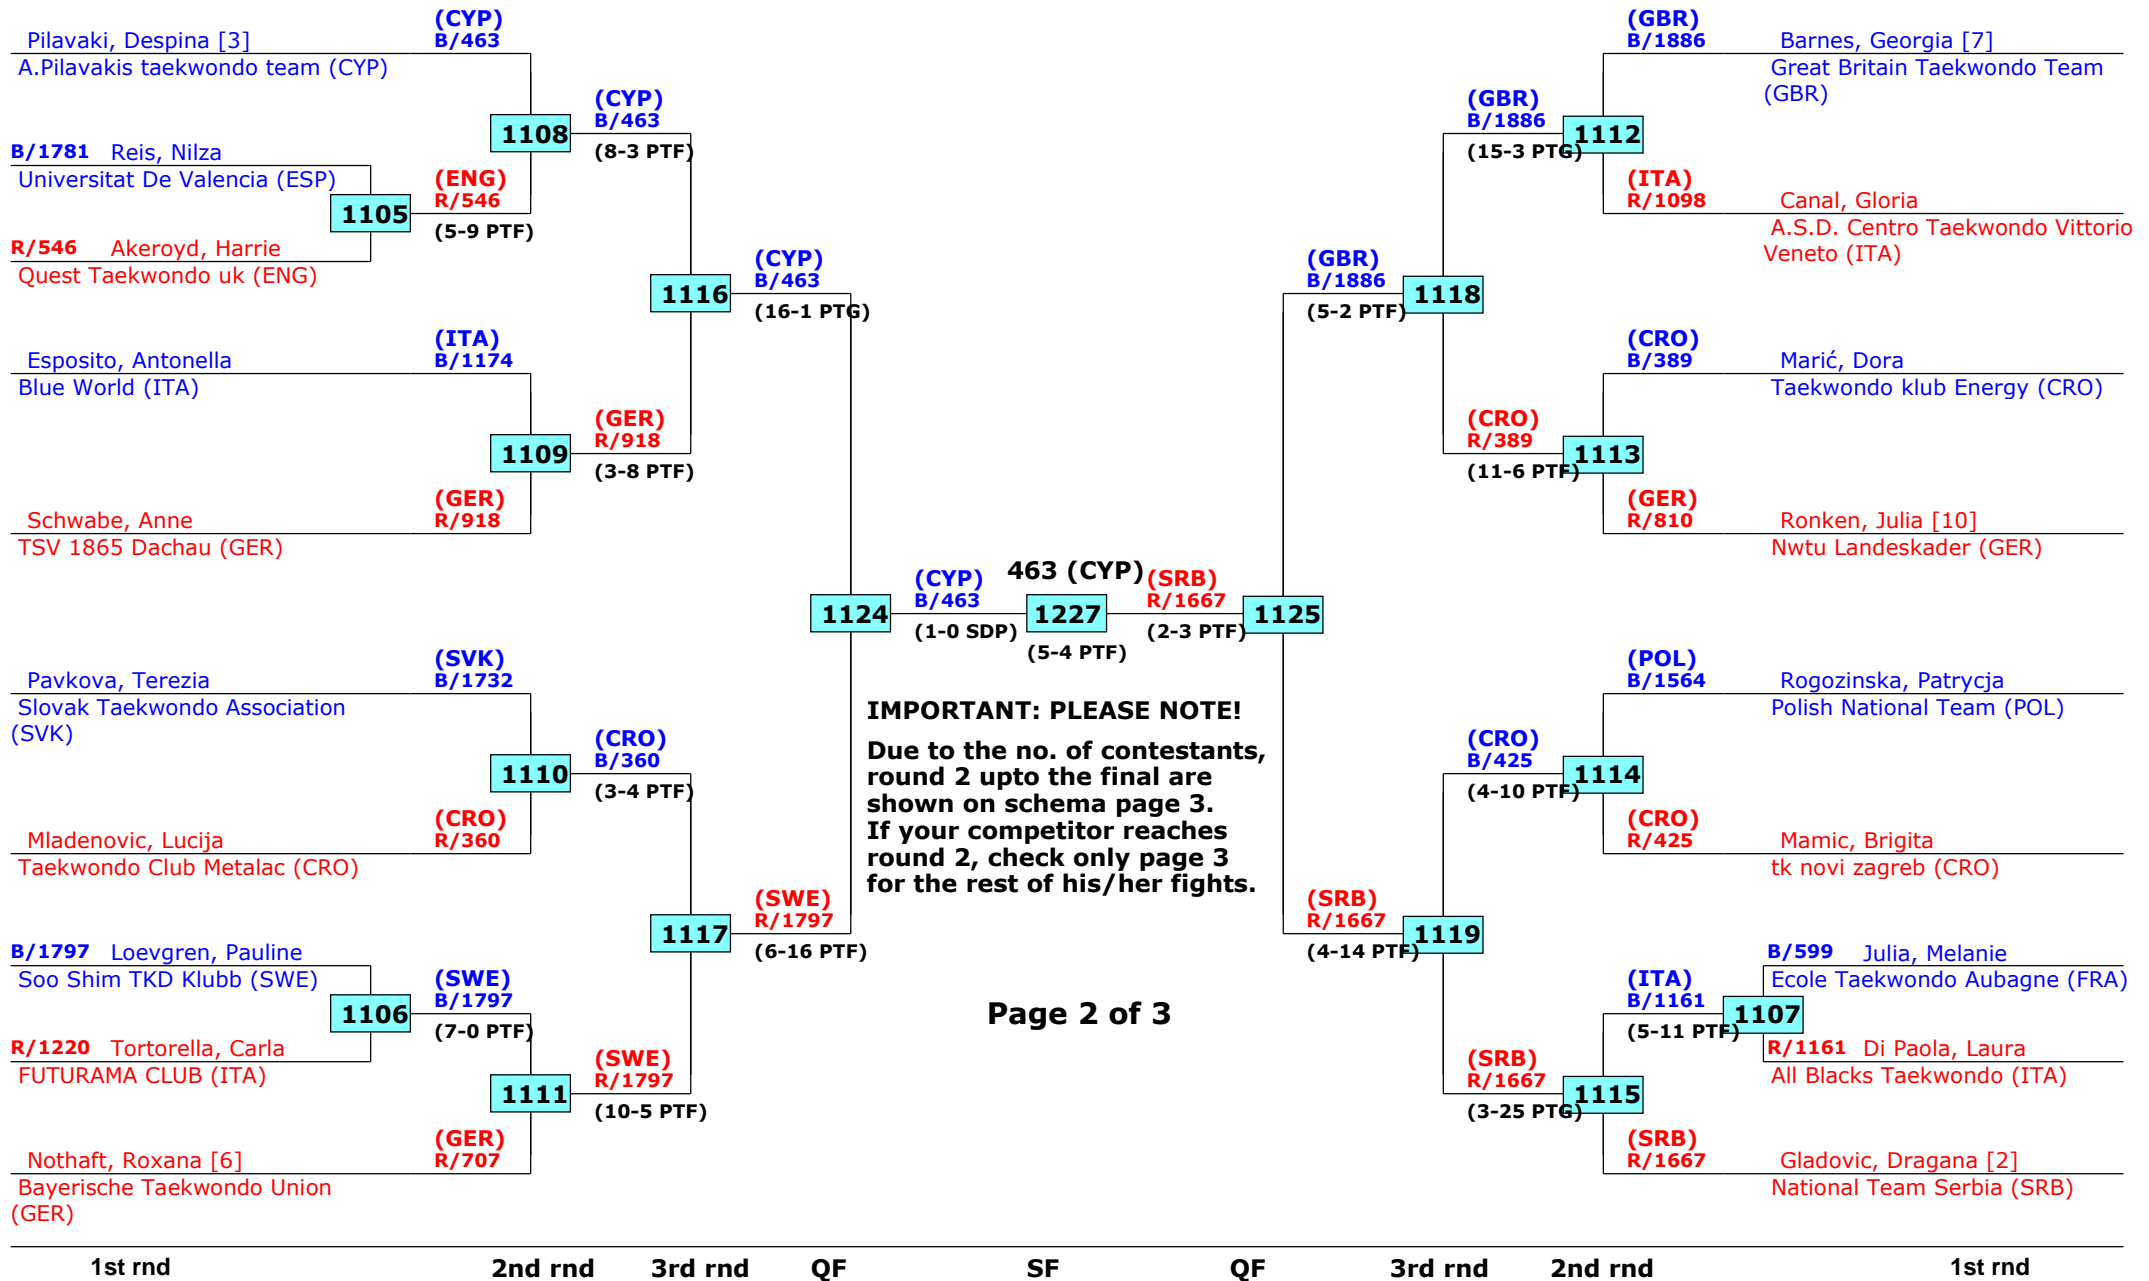 (CYP)
Pilavaki, Despina [3]
B/463
A.Pilavakis taekwondo team (CYP)
(CYP)
B/463
1108
(8-3 PTF)
B/1781 Reis, Nilza
Universitat De Valencia (ESP)
(ENG)
R/546
1105
(5-9 PTF)
R/546 Akeroyd, Harrie
Quest Taekwondo uk (ENG)
(CYP)
B/463
1116
(16-1 PTG)
(ITA)
Esposito, Antonella
B/1174
Blue World (ITA)
(GER)
R/918
1109
(3-8 PTF)
(GER)
Schwabe, Anne
R/918
TSV 1865 Dachau (GER)
(CYP)
B/463
1124
(1-0 SDP)
463 (CYP)
1227
(5-4 PTF)
(SRB)
R/1667
1125
(2-3 PTF)
(SVK)
Pavkova, Terezia
B/1732
Slovak Taekwondo Association
(SVK)
(CRO)
B/360
1110
(3-4 PTF)
(CRO)
Mladenovic, Lucija
R/360
Taekwondo Club Metalac (CRO)
(SWE)
R/1797
1117
(6-16 PTF)
B/1797 Loevgren, Pauline
Soo Shim TKD Klubb (SWE)
(SWE)
B/1797
1106
(7-0 PTF)
R/1220 Tortorella, Carla
FUTURAMA CLUB (ITA)
(SWE)
R/1797
1111
(10-5 PTF)
(GER)
Nothaft, Roxana [6]
R/707
Bayerische Taekwondo Union
(GER)
IMPORTANT: PLEASE NOTE!
Due to the no. of contestants,
round 2 upto the final are
shown on schema page 3.
If your competitor reaches
round 2, check only page 3
for the rest of his/her fights.
Page 2 of 3
(GBR)
B/1886
Barnes, Georgia [7]
Great Britain Taekwondo Team
(GBR)
(GBR)
B/1886
1112
(15-3 PTG)
(ITA)
R/1098
Canal, Gloria
A.S.D. Centro Taekwondo Vittorio
Veneto (ITA)
(GBR)
B/1886
1118
(5-2 PTF)
(CRO)
B/389
Marić, Dora
Taekwondo klub Energy (CRO)
(CRO)
R/389
1113
(11-6 PTF)
(GER)
R/810
Ronken, Julia [10]
Nwtu Landeskader (GER)
(POL)
B/1564
Rogozinska, Patrycja
Polish National Team (POL)
(CRO)
B/425
1114
(4-10 PTF)
(CRO)
R/425
Mamic, Brigita
tk novi zagreb (CRO)
(SRB)
R/1667
1119
(4-14 PTF)
B/599 Julia, Melanie
Ecole Taekwondo Aubagne (FRA)
(ITA)
B/1161
1107
(5-11 PTF)
R/1161 Di Paola, Laura
All Blacks Taekwondo (ITA)
(SRB)
R/1667
1115
(3-25 PTG)
(SRB)
R/1667
Gladovic, Dragana [2]
National Team Serbia (SRB)
1st rnd 2nd rnd 3rd rnd QF SF QF 3rd rnd 2nd rnd 1st rnd